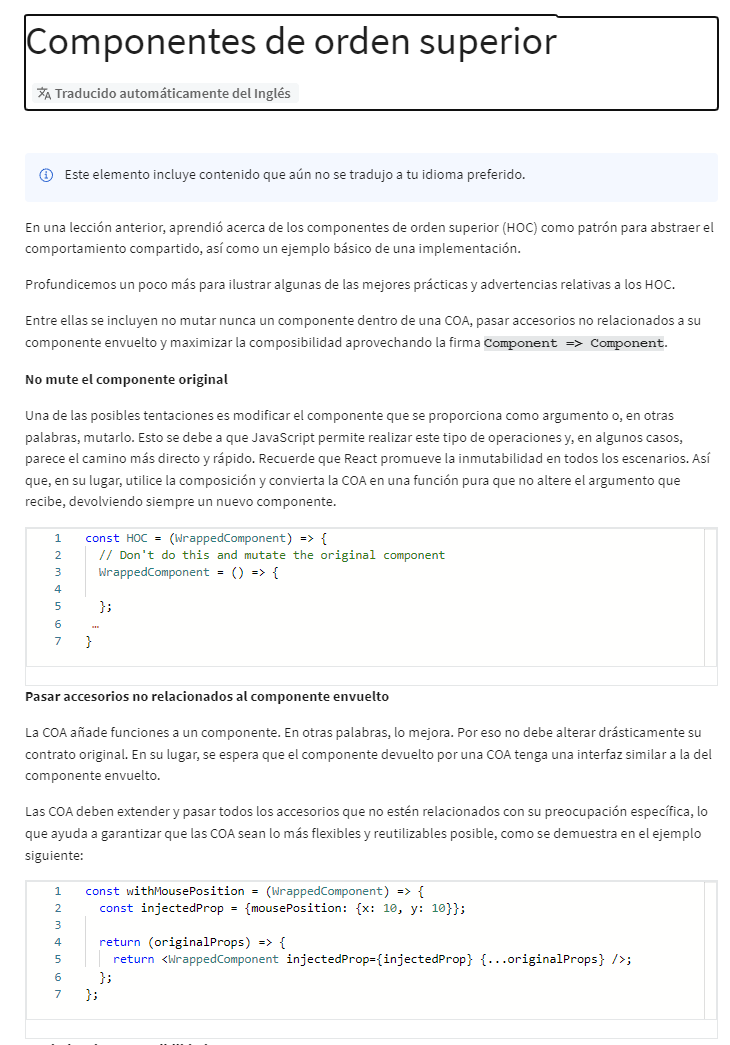 Componentes de orden superior
Traducido automáticamente del Inglés
Este elemento incluye contenido que aún no se tradujo a tu idioma preferido.
En una lección anterior, aprendió acerca de los componentes de orden superior (HOC) como patrón para abstraer el
comportamiento compartido, así como un ejemplo básico de una implementación.
Profundicemos un poco más para ilustrar algunas de las mejores prácticas y advertencias relativas a los HOC.
Entre ellas se incluyen no mutar nunca un componente dentro de una COA, pasar accesorios no relacionados a su
componente envuelto y maximizar la composibilidad aprovechando la firma Component => Component.
No mute el componente original
Una de las posibles tentaciones es modificar el componente que se proporciona como argumento o, en otras
palabras, mutarlo. Esto se debe a que JavaScript permite realizar este tipo de operaciones y, en algunos casos,
parece el camino más directo y rápido. Recuerde que React promueve la inmutabilidad en todos los escenarios. Así
que, en su lugar, utilice la composición y convierta la COA en una función pura que no altere el argumento que
recibe, devolviendo siempre un nuevo componente.
1 const HOC = (WrappedComponent) => {
2 // Don't do this and mutate the original component
3 WrappedComponent = () => {
4
5 };
6 …
7 }
Pasar accesorios no relacionados al componente envuelto
La COA añade funciones a un componente. En otras palabras, lo mejora. Por eso no debe alterar drásticamente su
contrato original. En su lugar, se espera que el componente devuelto por una COA tenga una interfaz similar a la del
componente envuelto.
Las COA deben extender y pasar todos los accesorios que no estén relacionados con su preocupación específica, lo
que ayuda a garantizar que las COA sean lo más flexibles y reutilizables posible, como se demuestra en el ejemplo
siguiente:
1 const withMousePosition = (WrappedComponent) => {
2 const injectedProp = {mousePosition: {x: 10, y: 10}};
3
4 return (originalProps) => {
5 return <WrappedComponent injectedProp={injectedProp} {...originalProps} />;
6 };
7 };